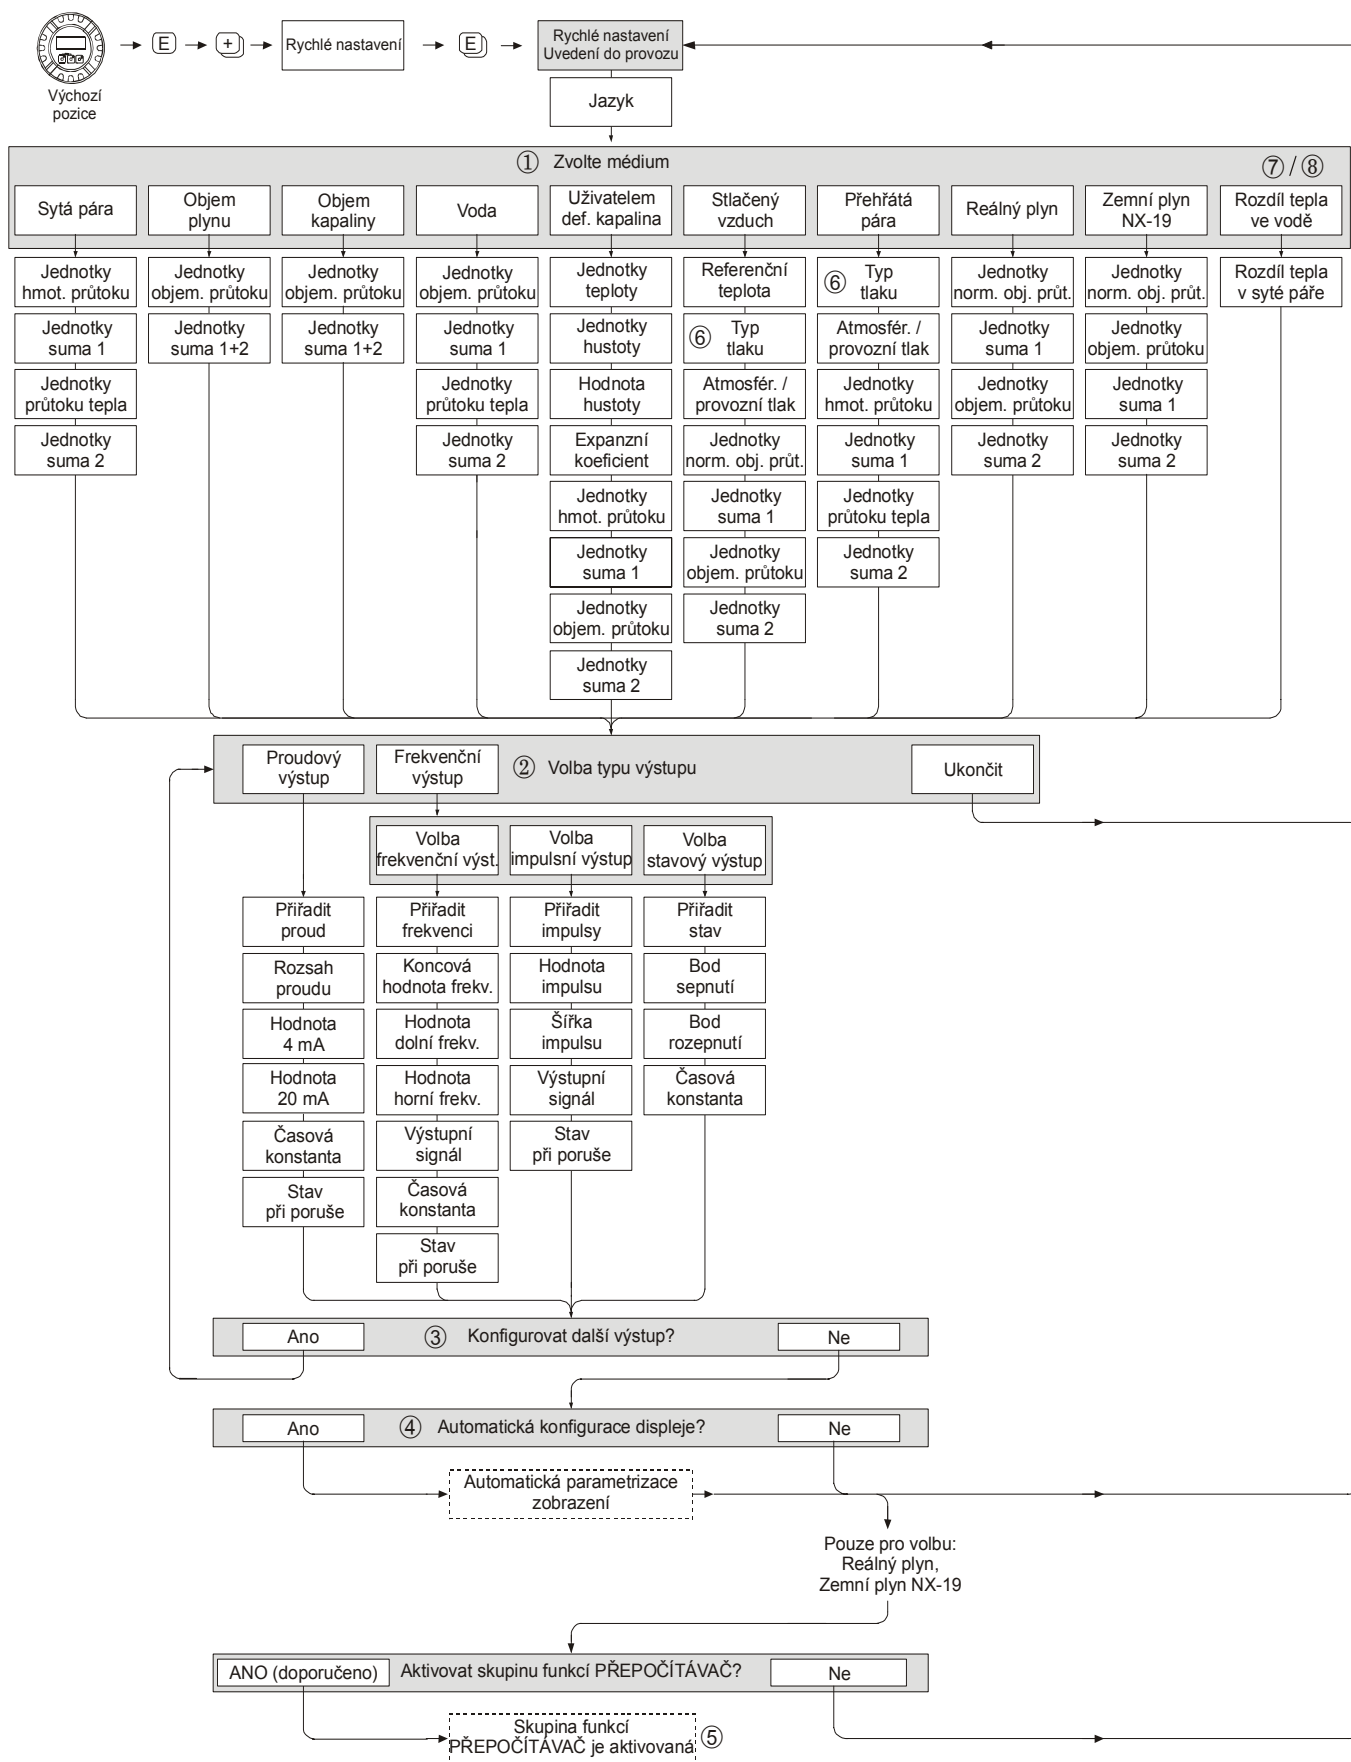 Výchozí
pozice
E
+
Rychlé nastavení
E
Rychlé nastavení
Uvedení do provozu
Jazyk
① Zvolte médium
⑦ / ⑧
Sytá pára
Objem
plynu
Objem
kapaliny
Voda
Uživatelem
def. kapalina
Stlačený
vzduch
Přehřátá
pára
Reálný plyn
Zemní plyn
NX-19
Rozdíl tepla
ve vodě
Jednotky
hmot. průtoku
Jednotky
suma 1
Jednotky
průtoku tepla
Jednotky
suma 2
Jednotky
objem. průtoku
Jednotky
suma 1+2
Jednotky
objem. průtoku
Jednotky
suma 1+2
Jednotky
objem. průtoku
Jednotky
suma 1
Jednotky
průtoku tepla
Jednotky
suma 2
Jednotky
teploty
Jednotky
hustoty
Hodnota
hustoty
Expanzní
koeficient
Jednotky
hmot. průtoku
Jednotky
suma 1
Jednotky
objem. průtoku
Jednotky
suma 2
Referenční
teplota
⑥ Typ
tlaku
Atmosfér. /
provozní tlak
Jednotky
norm. obj. průt.
Jednotky
suma 1
Jednotky
objem. průtoku
Jednotky
suma 2
⑥ Typ
tlaku
Atmosfér. /
provozní tlak
Jednotky
hmot. průtoku
Jednotky
suma 1
Jednotky
průtoku tepla
Jednotky
suma 2
Jednotky
norm. obj. průt.
Jednotky
suma 1
Jednotky
objem. průtoku
Jednotky
suma 2
Jednotky
norm. obj. průt.
Jednotky
objem. průtoku
Jednotky
suma 1
Jednotky
suma 2
Rozdíl tepla
v syté páře
Proudový
výstup
Frekvenční
výstup
② Volba typu výstupu
Ukončit
Volba
frekvenční výst.
Volba
impulsní výstup
Volba
stavový výstup
Přiřadit
proud
Rozsah
proudu
Hodnota
4 mA
Hodnota
20 mA
Časová
konstanta
Stav
při poruše
Přiřadit
frekvenci
Koncová
hodnota frekv.
Hodnota
dolní frekv.
Hodnota
horní frekv.
Výstupní
signál
Časová
konstanta
Stav
při poruše
Přiřadit
impulsy
Hodnota
impulsu
Šířka
impulsu
Výstupní
signál
Stav
při poruše
Přiřadit
stav
Bod
sepnutí
Bod
rozepnutí
Časová
konstanta
Ano
③ Konfigurovat další výstup?
Ne
Ano
④ Automatická konfigurace displeje?
Ne
Automatická parametrizace
zobrazení
Pouze pro volbu:
Reálný plyn,
Zemní plyn NX-19
ANO (doporučeno)
Aktivovat skupinu funkcí PŘEPOČÍTÁVAČ?
Ne
Skupina funkcí
PŘEPOČÍTÁVAČ je aktivovaná ⑤